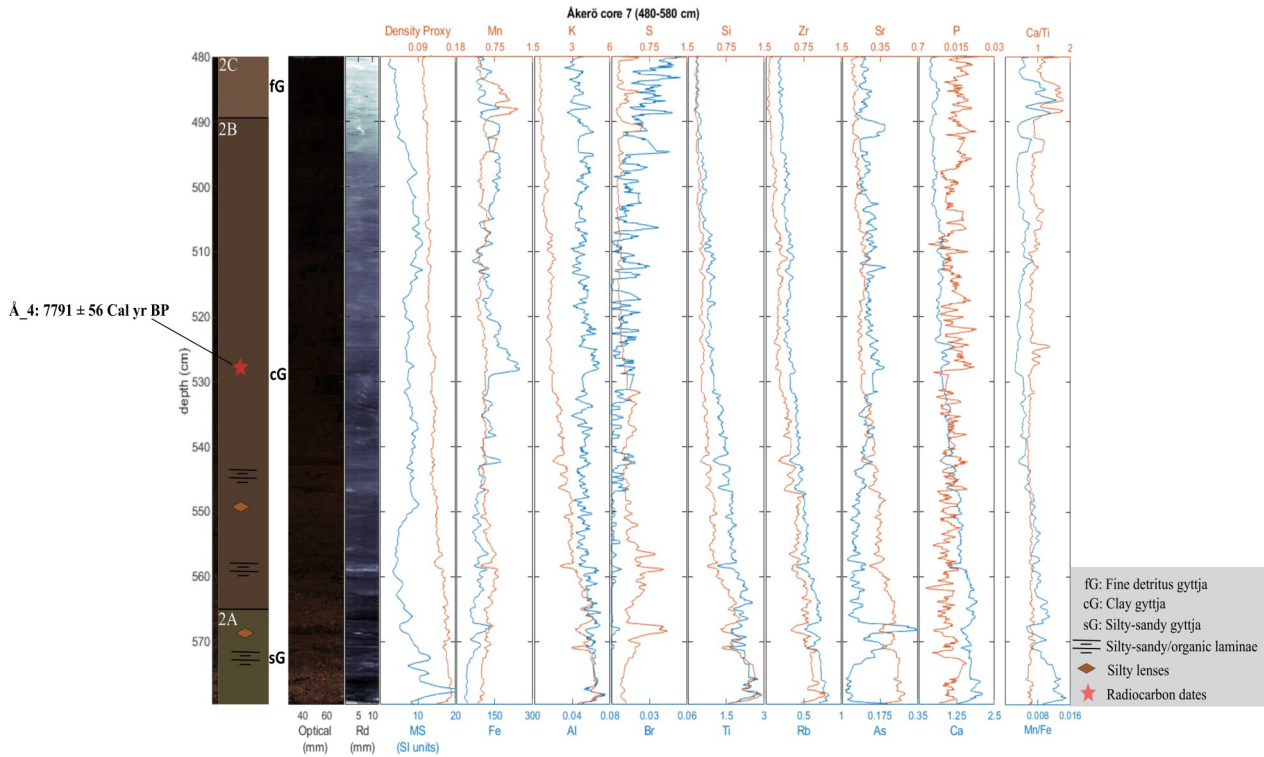 Åkerö core 7 (480-580 cm)
Density Proxy Mn K S Si Zr Sr P Ca/Ti
0.09 0.18 0.75 1.5 3 6 0.75 1.5 0.75 1.5 0.75 1.5 0.35 0.7 0.015 0.03 1 2
480
2C
fG
490
2B
500
510
Å_4: 7791 ± 56 Cal yr BP
520
depth (cm)
530
cG
540
550
560
2A
570
sG
fG: Fine detritus gyttja
cG: Clay gyttja
sG: Silty-sandy gyttja
Silty-sandy/organic laminae
Silty lenses
Radiocarbon dates
40 60 5 10 10 20 150 300 0.04 0.08 0.03 0.06 1.5 3 0.5 1 0.175 0.35 1.25 2.5 0.008 0.016
Optical Rd MS Fe Al Br Ti Rb As Ca Mn/Fe
(mm) (mm) (SI units)